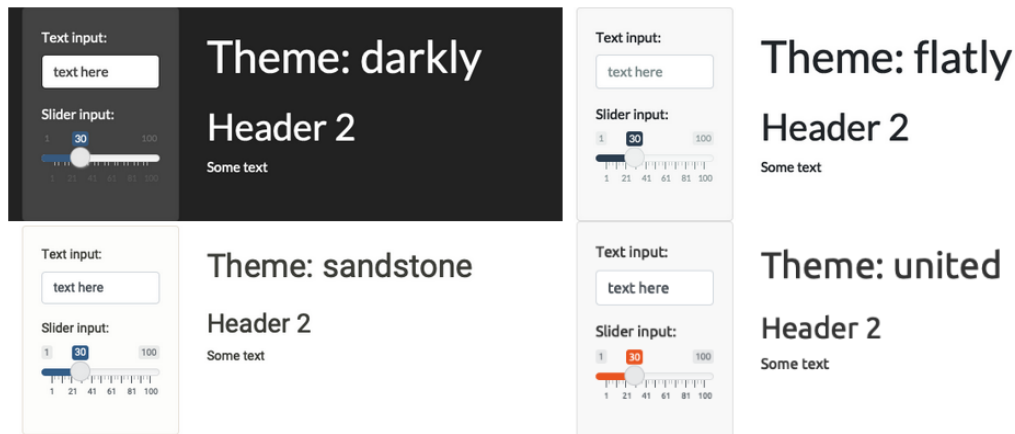 Text input:
text here
Slider input:
1 30 100
1 21 41 61 81 100
Theme: darkly
Header 2
Some text
Text input:
text here
Slider input:
1 30 100
1 21 41 61 81 100
Theme: flatly
Header 2
Some text
Text input:
text here
Slider input:
1 30 100
1 21 41 61 81 100
Theme: sandstone
Header 2
Some text
Text input:
text here
Slider input:
1 30 100
1 21 41 61 81 100
Theme: united
Header 2
Some text